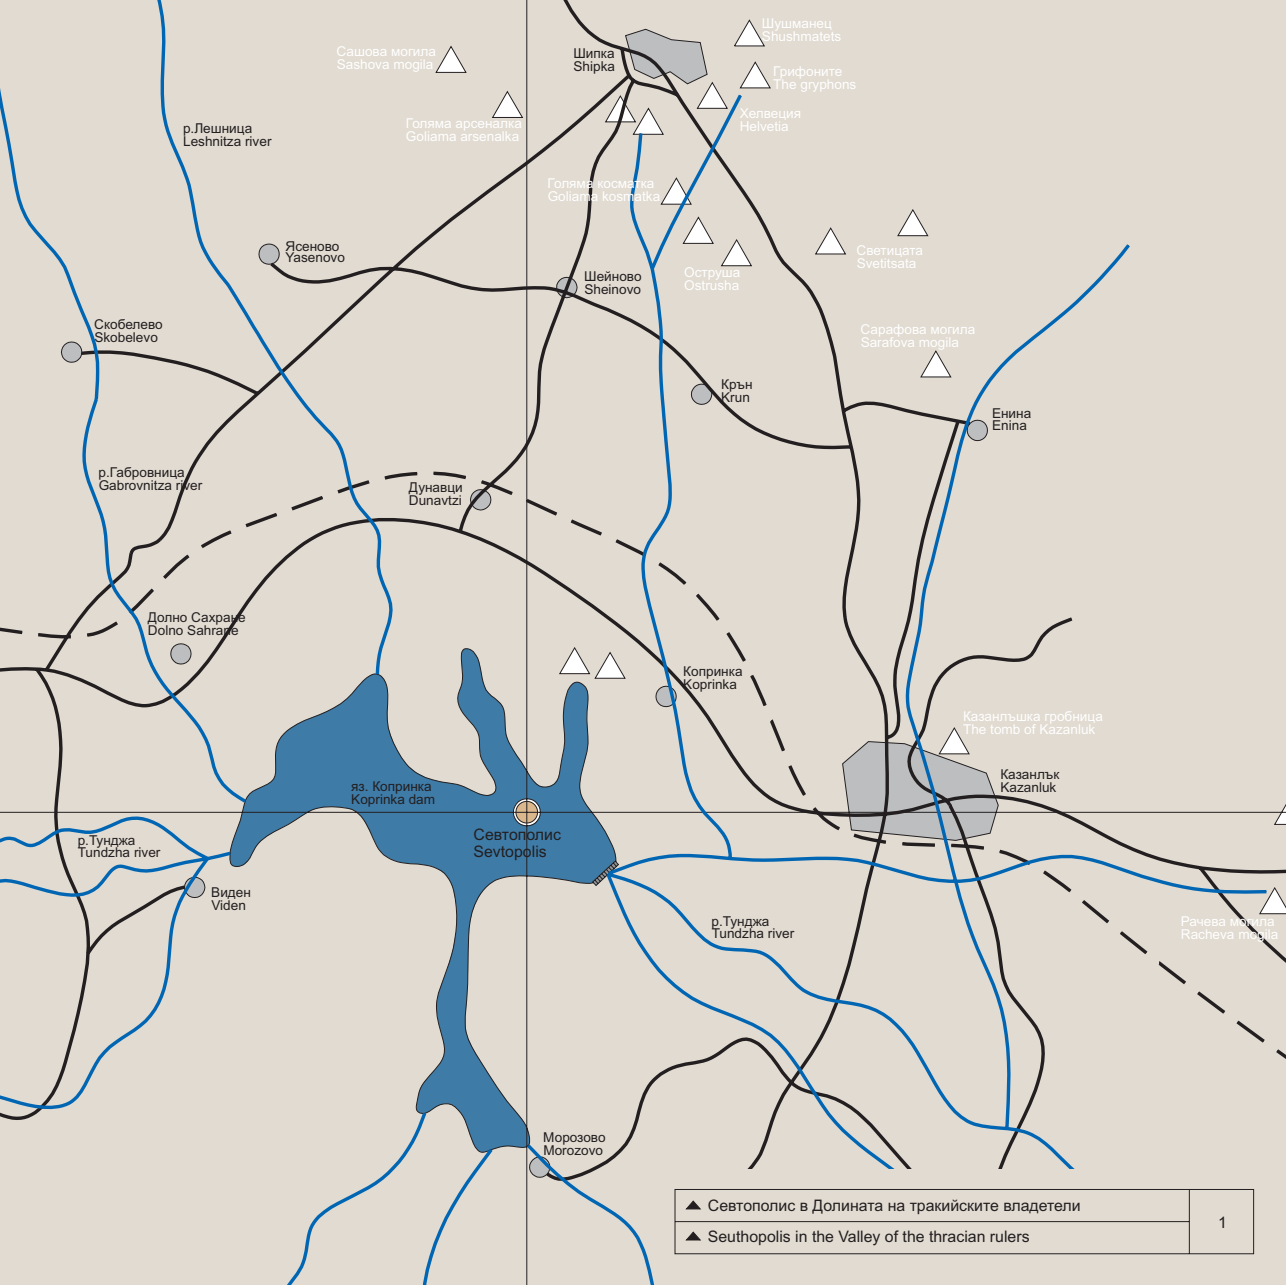 Шушманец
Shushmatets
Сашова могила
Sashova mogila
Шипка
Shipka
Грифоните
The gryphons
Хелвеция
Helvetia
Голяма арсеналка
Goliama arsenalka
р.Лешница
Leshnitza river
Голяма косматка
Goliama kosmatka
Ясеново
Yasenovo
Светицата
Svetitsata
Оструша
Ostrusha
Шейново
Sheinovo
Скобелево
Skobelevo
Сарафова могила
Sarafova mogila
Крън
Krun
Енина
Enina
р.Габровница
Gabrovnitza river
Дунавци
Dunavtzi
Долно Сахране
Dolno Sahrane
Копринка
Koprinka
Казанлъшка гробница
The tomb of Kazanluk
Казанлък
Kazanluk
яз. Копринка
Koprinka dam
Севтополис
Sevtopolis
р.Тунджа
Tundzha river
Виден
Viden
р.Тунджа
Tundzha river
Рачева могила
Racheva mogila
Морозово
Morozovo
Севтополис в Долината на тракийските владетели
Seuthopolis in the Valley of the thracian rulers
1